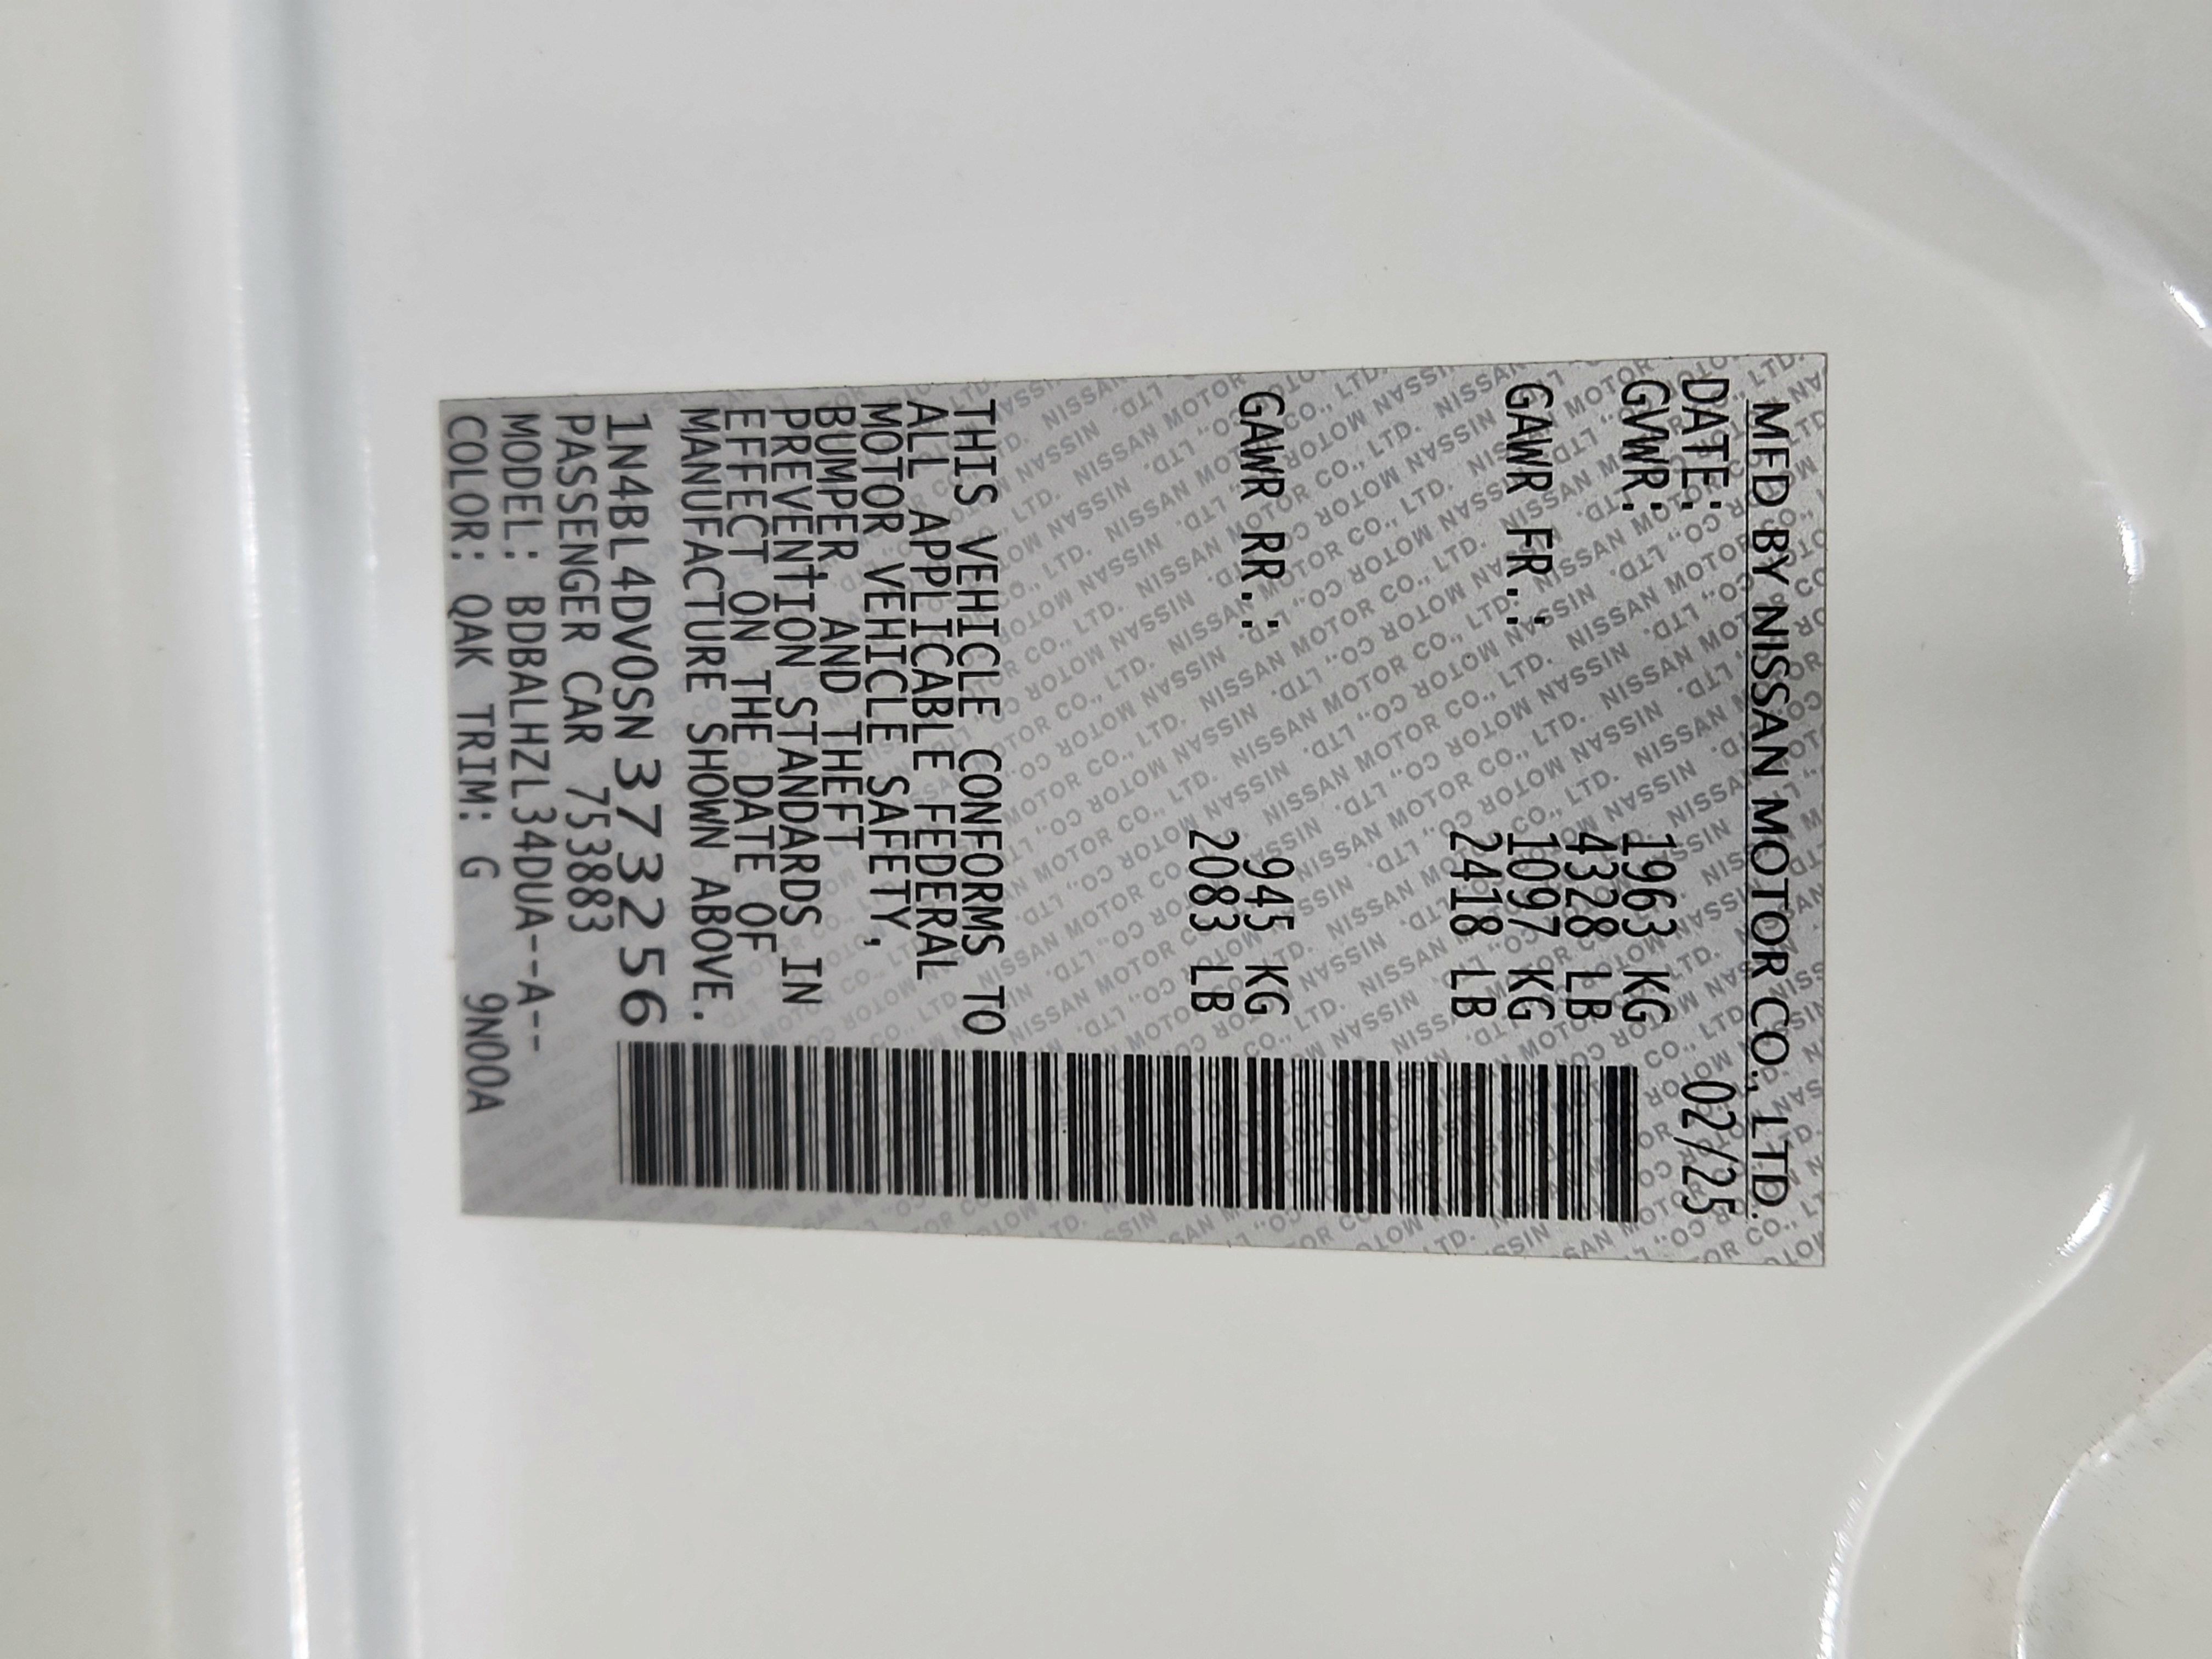 MFD BY NISSAN MOTOR CO., LTD.
DATE: 02/25
GVWR: 1963 KG
4328 LB
GAWR FR.: 1097 KG
2418 LB
GAWR RR.: 945 KG
2083 LB
THIS VEHICLE CONFORMS TO
ALL APPLICABLE FEDERAL
MOTOR VEHICLE SAFETY,
BUMPER, AND THEFT
PREVENTION STANDARDS IN
EFFECT ON THE DATE OF
MANUFACTURE SHOWN ABOVE.
1N4BL4DV0SN373256
PASSENGER CAR 753883
MODEL: BDBALHZL34DUA--A--
COLOR: QAK TRIM: G 9N00A